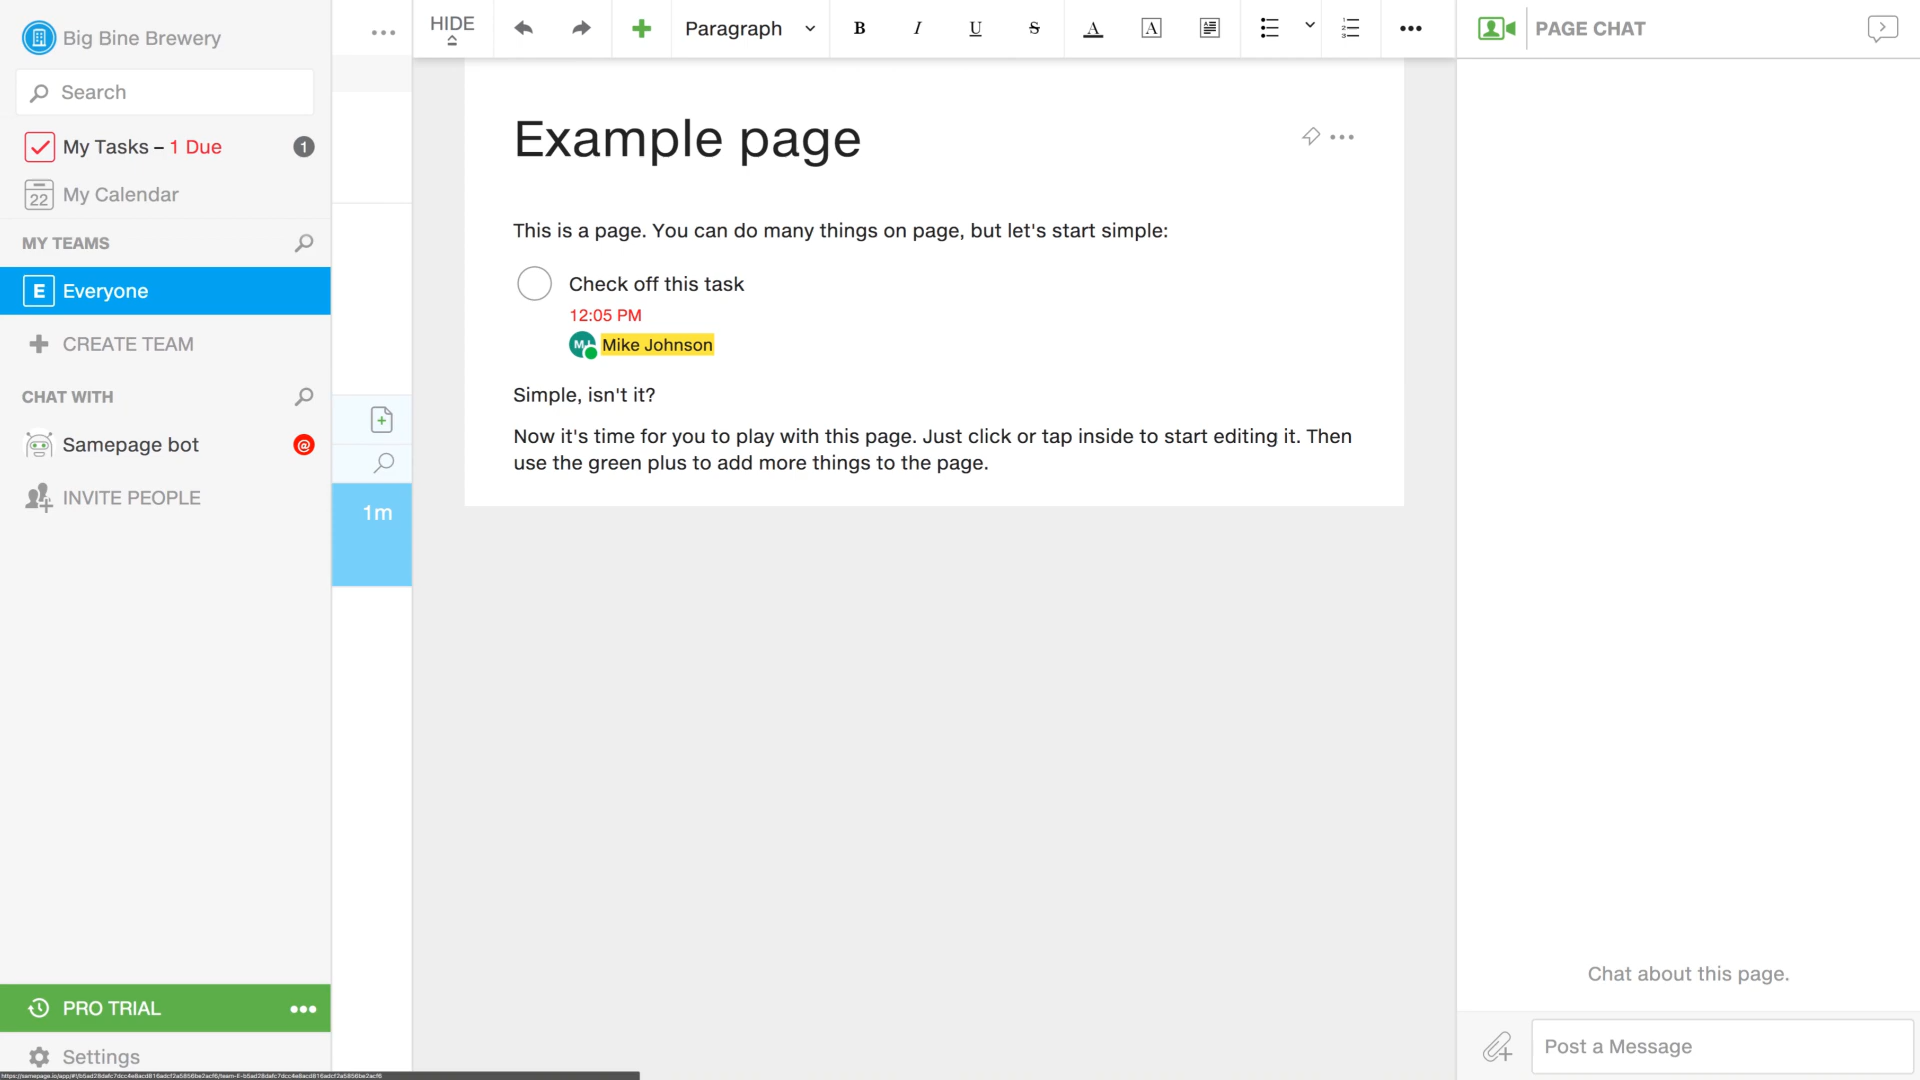 Big Bine Brewery
Search
My Tasks – 1 Due
1
22
My Calendar
MY TEAMS
E
Everyone
CREATE TEAM
CHAT WITH
Samepage bot
@
INVITE PEOPLE
PRO TRIAL
Settings
1m
HIDE
Paragraph
B
I
U
S
A
A
Example page
This is a page. You can do many things on page, but let's start simple:
Check off this task
12:05 PM
Mike Johnson
Simple, isn't it?
Now it's time for you to play with this page. Just click or tap inside to start editing it. Then
use the green plus to add more things to the page.
PAGE CHAT
Chat about this page.
Post a Message